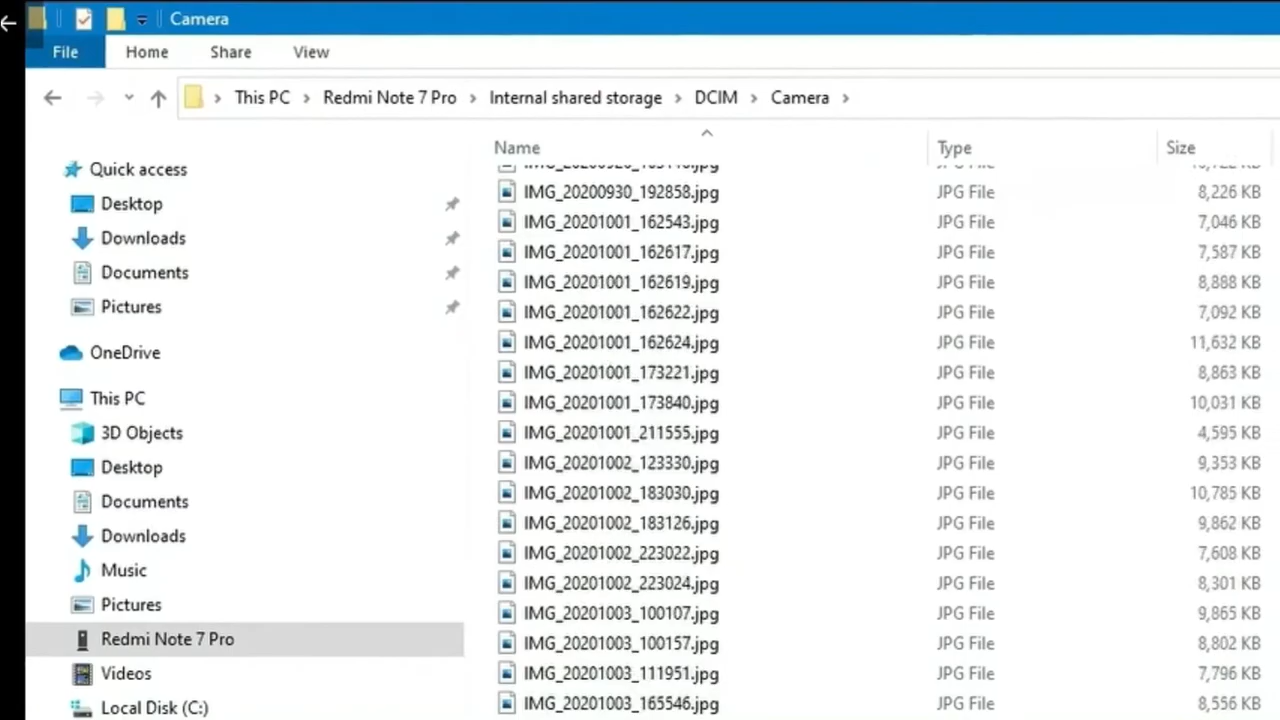 Camera
File Home Share View
This PC > Redmi Note 7 Pro > Internal shared storage > DCIM > Camera >
Name Type Size
Quick access
Desktop
Downloads
Documents
Pictures
OneDrive
This PC
3D Objects
Desktop
Documents
Downloads
Music
Pictures
Redmi Note 7 Pro
Videos
Local Disk (C:)
IMG_20200930_192858.jpg JPG File 8,226 KB
IMG_20201001_162543.jpg JPG File 7,046 KB
IMG_20201001_162617.jpg JPG File 7,587 KB
IMG_20201001_162619.jpg JPG File 8,888 KB
IMG_20201001_162622.jpg JPG File 7,092 KB
IMG_20201001_162624.jpg JPG File 11,632 KB
IMG_20201001_173221.jpg JPG File 8,863 KB
IMG_20201001_173840.jpg JPG File 10,031 KB
IMG_20201001_211555.jpg JPG File 4,595 KB
IMG_20201002_123330.jpg JPG File 9,353 KB
IMG_20201002_183030.jpg JPG File 10,785 KB
IMG_20201002_183126.jpg JPG File 9,862 KB
IMG_20201002_223022.jpg JPG File 7,608 KB
IMG_20201002_223024.jpg JPG File 8,301 KB
IMG_20201003_100107.jpg JPG File 9,865 KB
IMG_20201003_100157.jpg JPG File 8,802 KB
IMG_20201003_111951.jpg JPG File 7,796 KB
IMG_20201003_165546.jpg JPG File 8,556 KB